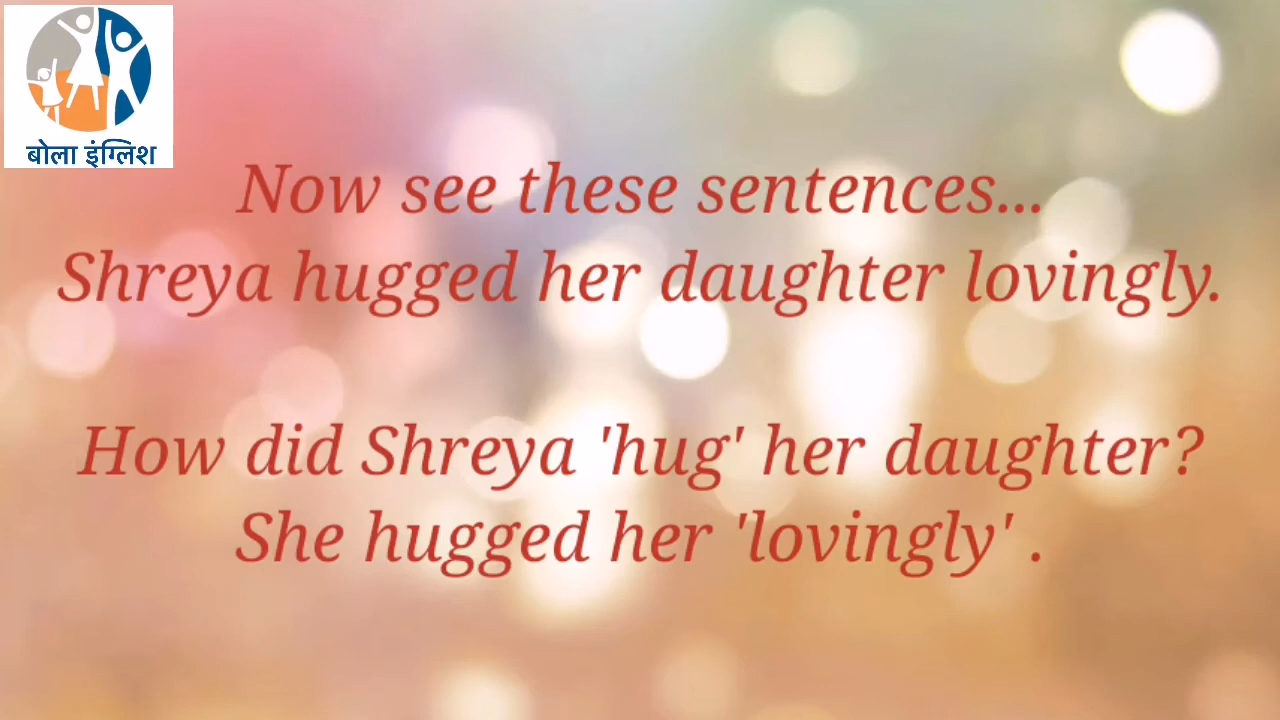 बोला इंग्लिश
Now see these sentences...
Shreya hugged her daughter lovingly.
How did Shreya 'hug' her daughter?
She hugged her 'lovingly' .